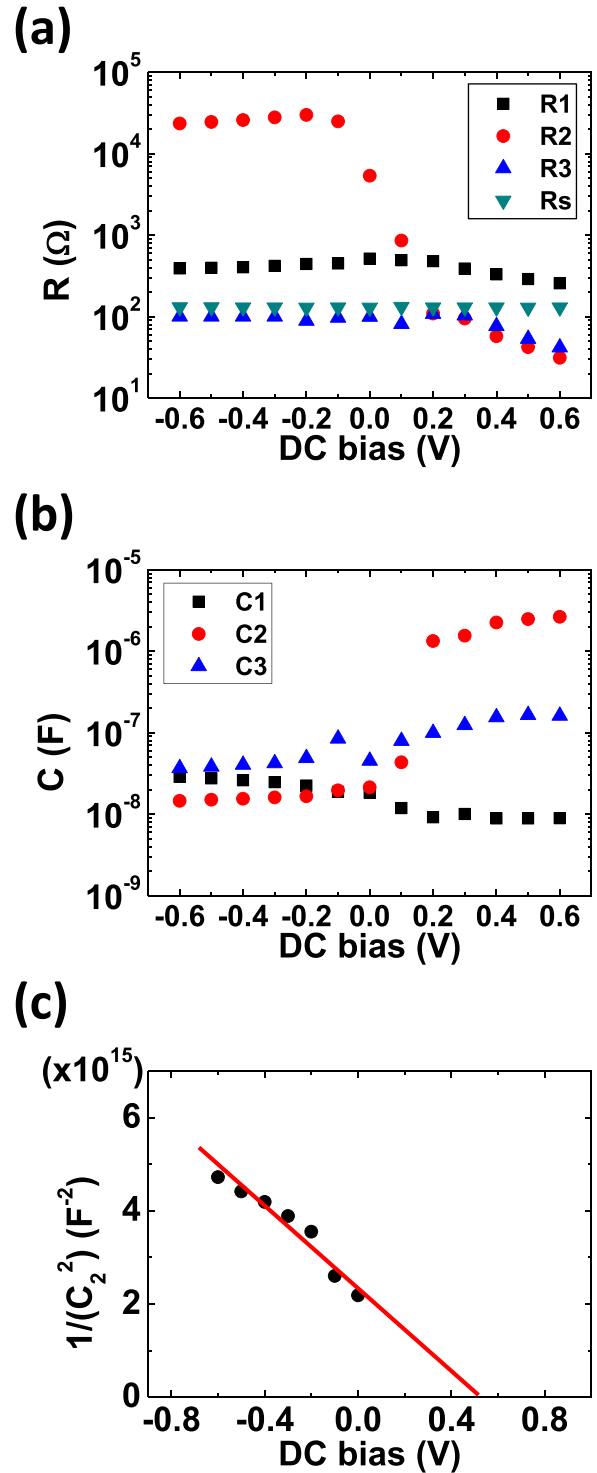 (a)
10^5
10^4
10^3
10^2
10^1
R (Ω)
R1
R2
R3
Rs
-0.6 -0.4 -0.2 0.0 0.2 0.4 0.6
DC bias (V)
(b)
10^-5
10^-6
10^-7
10^-8
10^-9
C (F)
C1
C2
C3
-0.6 -0.4 -0.2 0.0 0.2 0.4 0.6
DC bias (V)
(c)
(x10^15)
6
4
2
0
1/(C_2^2) (F^-2)
-0.8 -0.4 0.0 0.4 0.8
DC bias (V)